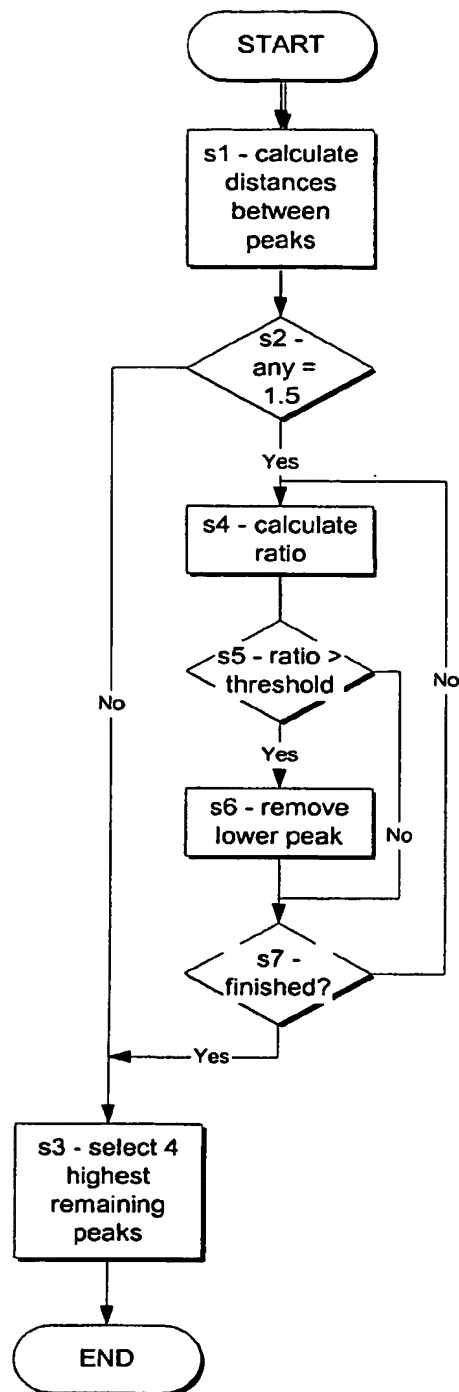 START
s1 - calculate
distances
between
peaks
s2 -
any =
1.5
Yes
s4 - calculate
ratio
s5 - ratio >
threshold
No
No
Yes
s6 - remove
lower peak
No
s7 -
finished?
Yes
s3 - select 4
highest
remaining
peaks
END